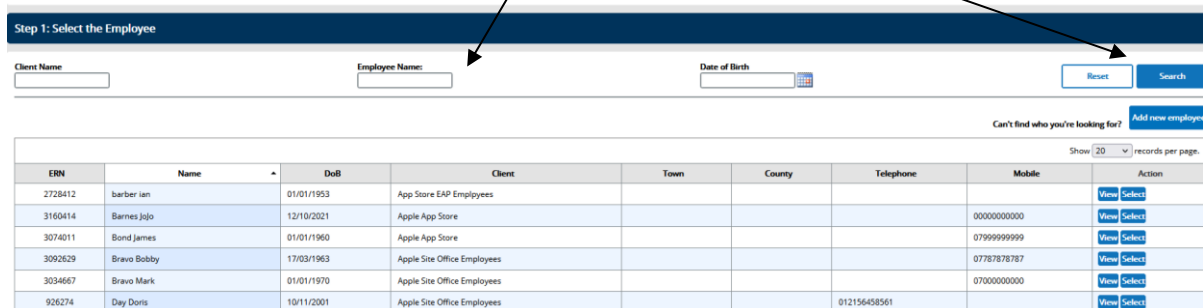 Step 1: Select the Employee
Client Name Employee Name: Date of Birth
Reset Search
Can't find who you're looking for? Add new employee
Show 20 records per page.
ERN Name DoB Client Town County Telephone Mobile Action
2728412 barber ian 01/01/1953 App Store EAP Emplpyees View Select
3160414 Barnes JoJo 12/10/2021 Apple App Store 00000000000 View Select
3074011 Bond James 01/01/1960 Apple App Store 07999999999 View Select
3092629 Bravo Bobby 17/03/1963 Apple Site Office Employees 07787878787 View Select
3034667 Bravo Mark 01/01/1970 Apple Site Office Employees 07000000000 View Select
926274 Day Doris 10/11/2001 Apple Site Office Employees 012156458561 View Select